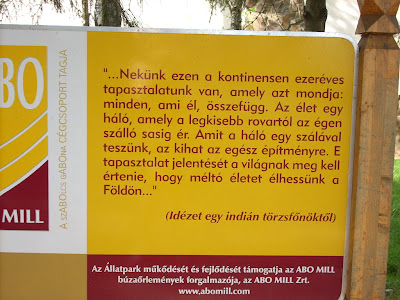 BO
MILL
A SZABOLCS GABONA CÉGCSOPORT TAGJA
"...Nekünk ezen a kontinensen ezeréves
tapasztalatunk van, amely azt mondja:
minden, ami él, összefügg. Az élet egy
háló, amely a legkisebb rovartól az égen
szálló sasig ér. Amit a háló egy szálával
teszünk, az kihat az egész építményre. E
tapasztalat jelentését a világnak meg kell
értenie, hogy méltó életet élhessünk a
Földön..."
(Idézet egy indián törzsfőnöktől)
Az Állatpark működését és fejlődését támogatja az ABO MILL
búzaőrlemények forgalmazója, az ABO MILL Zrt.
www.abomill.com